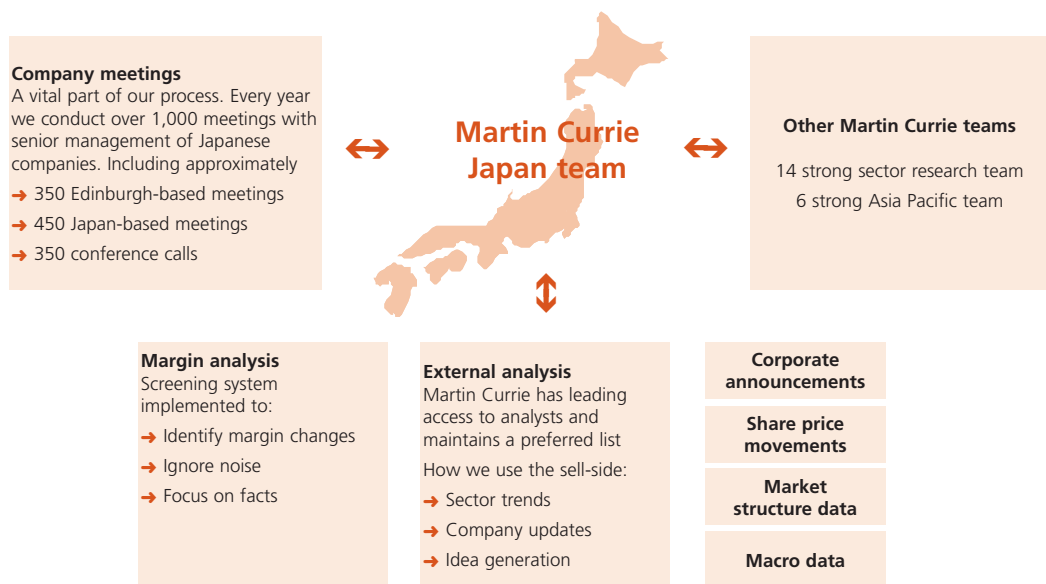 Company meetings
A vital part of our process. Every year
we conduct over 1,000 meetings with
senior management of Japanese
companies. Including approximately
➔ 350 Edinburgh-based meetings
➔ 450 Japan-based meetings
➔ 350 conference calls
Martin Currie
Japan team
Other Martin Currie teams
14 strong sector research team
6 strong Asia Pacific team
Margin analysis
Screening system
implemented to:
➔ Identify margin changes
➔ Ignore noise
➔ Focus on facts
External analysis
Martin Currie has leading
access to analysts and
maintains a preferred list
How we use the sell-side:
➔ Sector trends
➔ Company updates
➔ Idea generation
Corporate
announcements
Share price
movements
Market
structure data
Macro data